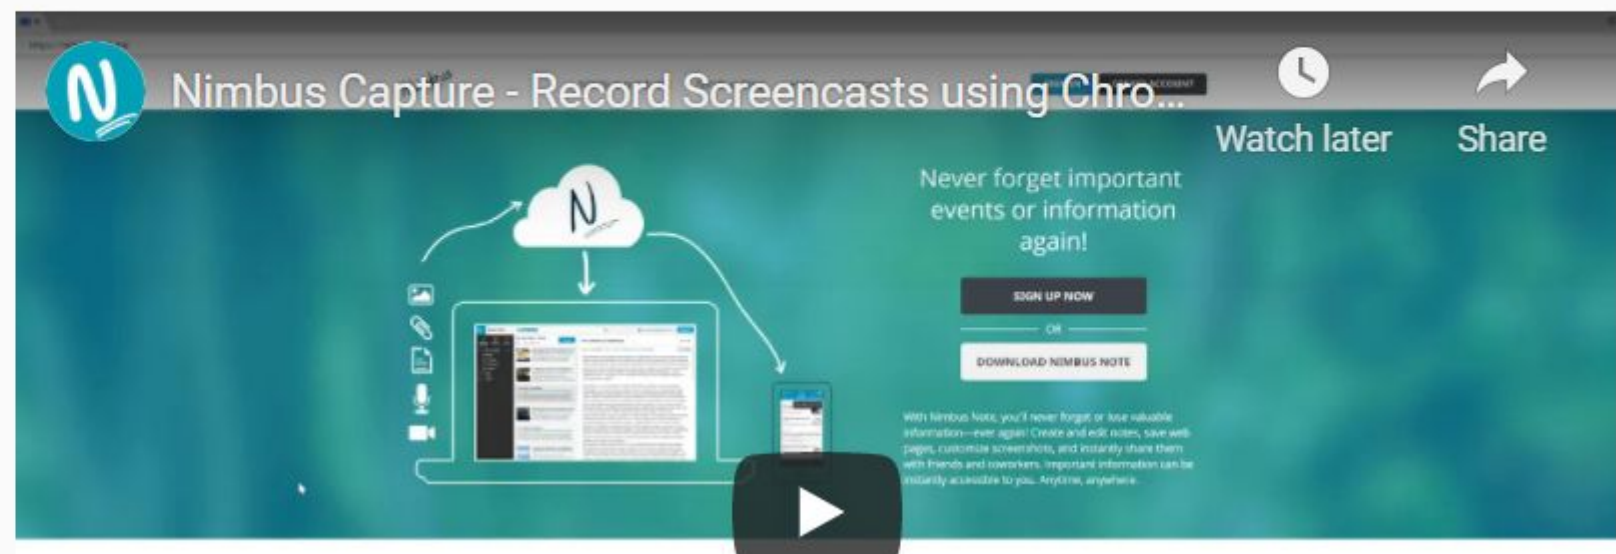 Nimbus Capture - Record Screencasts using Chro...
Watch later
Share
Never forget important
events or information
again!
SIGN UP NOW
OR
DOWNLOAD NIMBUS NOTE
With Nimbus Note, you'll never forget or lose valuable
information—ever again! Create and edit notes, save web
pages, customize screenshots, and instantly share them
with friends and coworkers. Important information can be
instantly accessible to you. Anytime, anywhere.